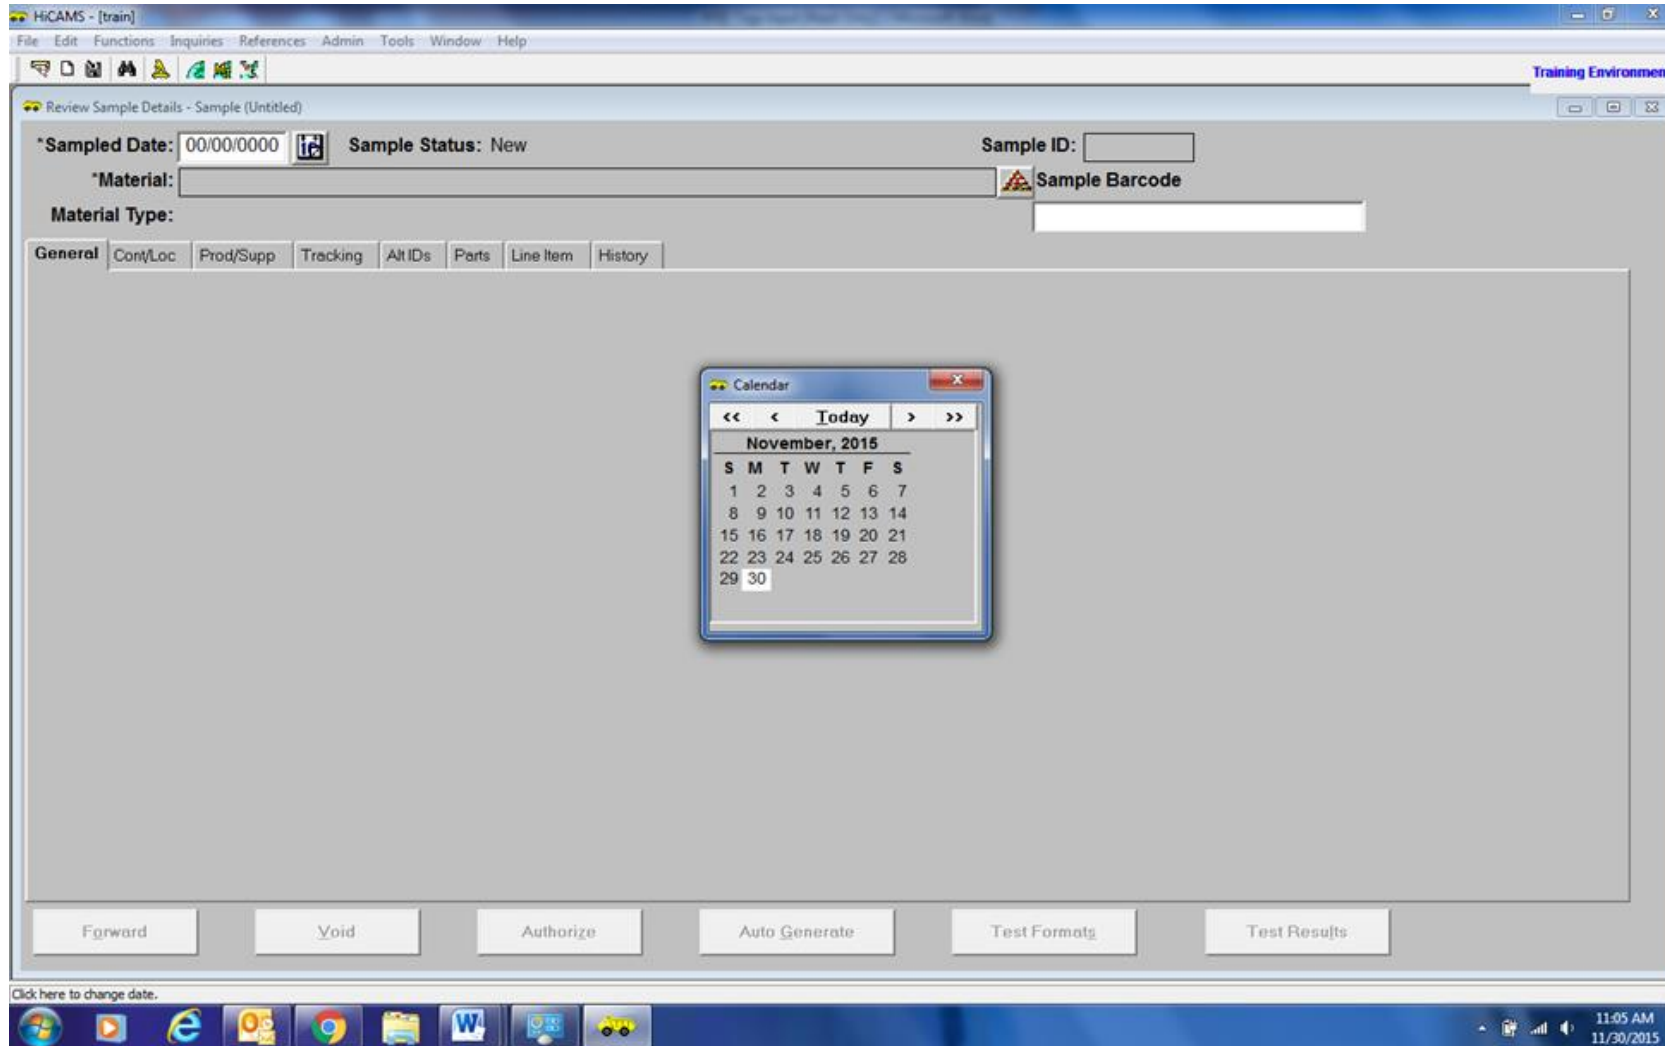 HiCAMS - [train]
File Edit Functions Inquiries References Admin Tools Window Help
Training Environmen
Review Sample Details - Sample (Untitled)
*Sampled Date: 00/00/0000 Sample Status: New Sample ID:
*Material: Sample Barcode
Material Type:
General Cont/Loc Prod/Supp Tracking Alt IDs Parts Line Item History
Calendar
<< < Today > >>
November, 2015
S M T W T F S
1 2 3 4 5 6 7
8 9 10 11 12 13 14
15 16 17 18 19 20 21
22 23 24 25 26 27 28
29 30
Forward Void Authorize Auto Generate Test Formats Test Results
Click here to change date.
11:05 AM
11/30/2015